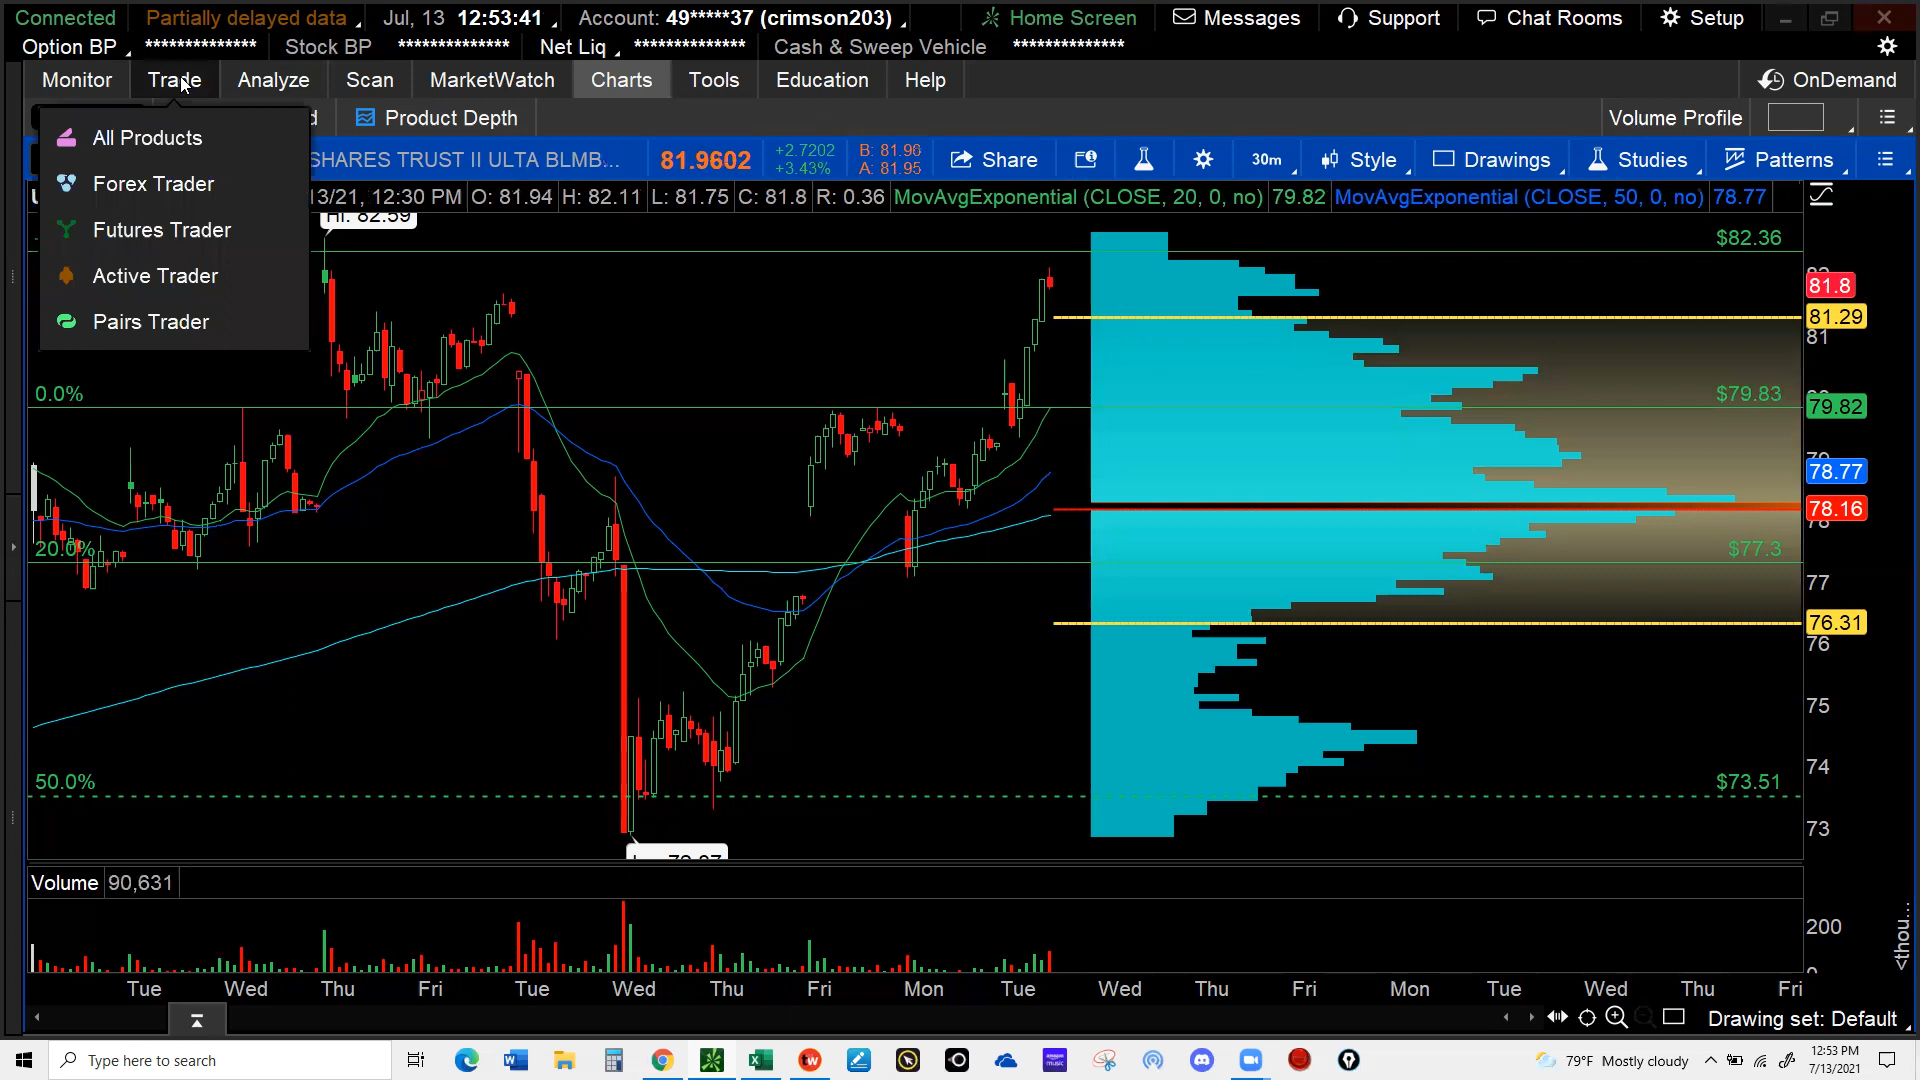 Connected Partially delayed data Jul, 13 12:53:41 Account: 49*****37 (crimson203) Home Screen Messages Support Chat Rooms Setup
Option BP ************** Stock BP ************** Net Liq ************** Cash & Sweep Vehicle **************
Monitor Trade Analyze Scan MarketWatch Charts Tools Education Help OnDemand
Product Depth Volume Profile
All Products
SHARES TRUST II ULTA BLMB... 81.9602 +2.7202 +3.43% B: 81.90 A: 81.95 Share 30m Style Drawings Studies Patterns
Forex Trader
13/21, 12:30 PM O: 81.94 H: 82.11 L: 81.75 C: 81.8 R: 0.36 MovAvgExponential (CLOSE, 20, 0, no) 79.82 MovAvgExponential (CLOSE, 50, 0, no) 78.77
Hi: 82.59
Futures Trader
$82.36
Active Trader
81.8
Pairs Trader
81.29
81
0.0%
$79.83
79.82
78.77
78.16
20.0%
$77.3
77
76.31
76
75
74
50.0%
$73.51
73
Volume 90,631
200
<thou...
Tue Wed Thu Fri Tue Wed Thu Fri Mon Tue Wed Thu Fri Mon Tue Wed Thu Fri
Drawing set: Default
Type here to search
79°F Mostly cloudy
12:53 PM
7/13/2021